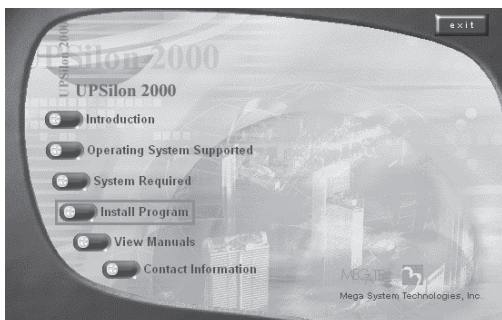 exit
UPSilon 2000
UPSilon 2000
UPSilon 2000
Introduction
Operating System Supported
System Required
Install Program
View Manuals
Contact Information
MEGATEC
Mega System Technologies, Inc.